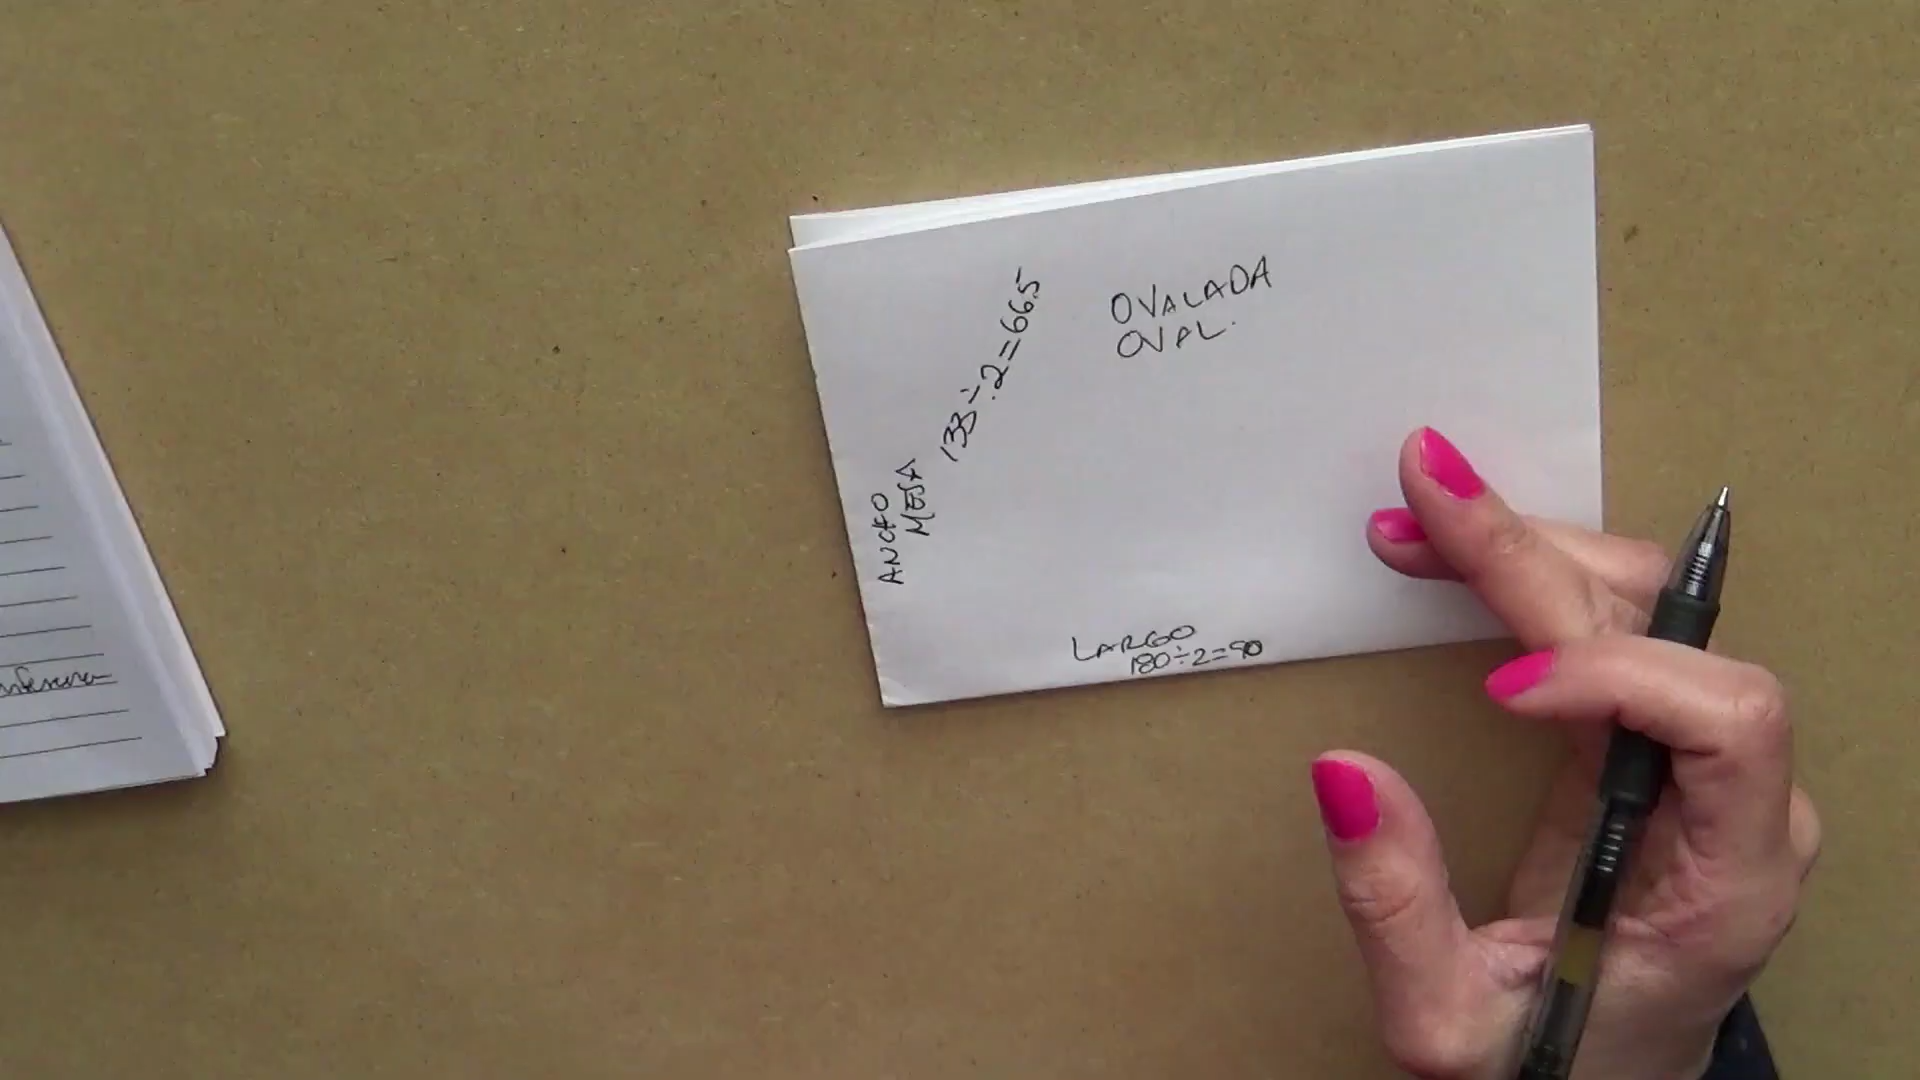 OVALADA
OVAL.
ANCHO
MESA
133÷2=66.5
LARGO
180÷2=90